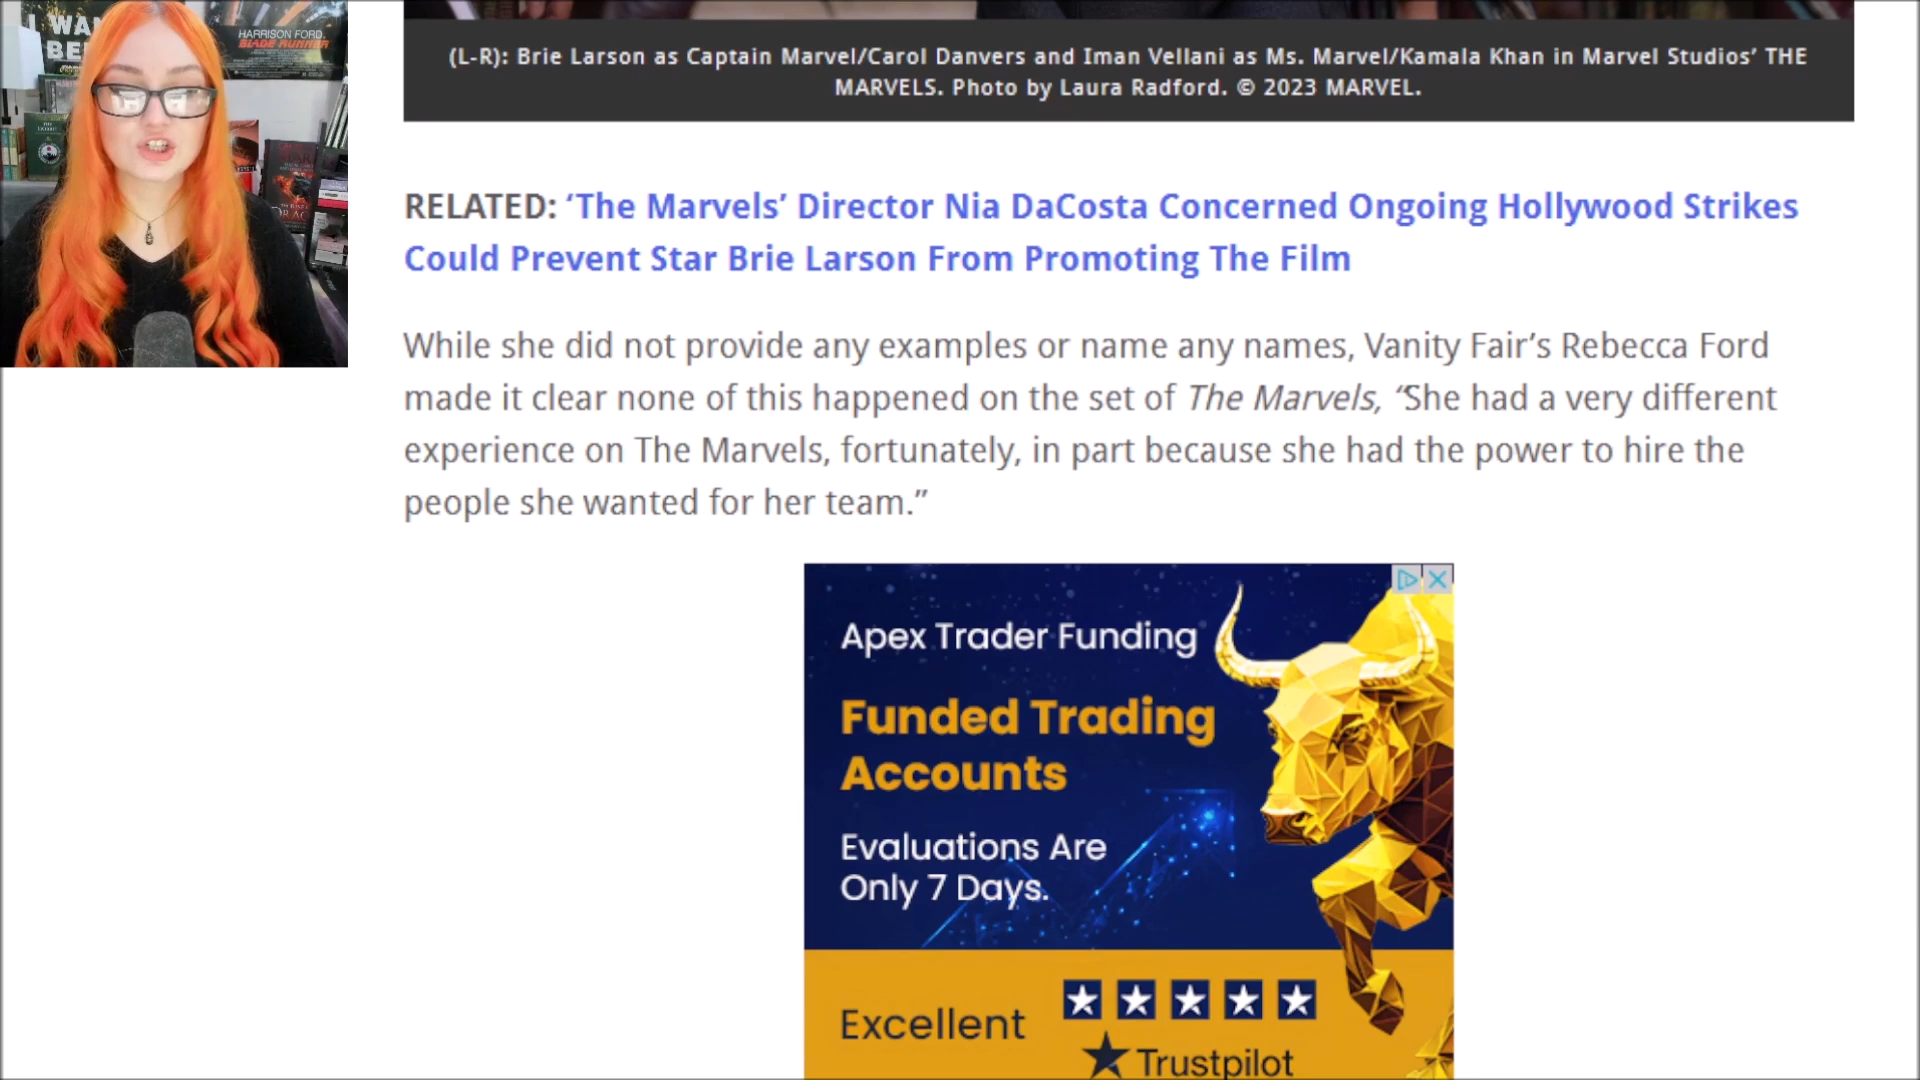 I WA
BE
HARRISON FORD
BLADE RUNNER
(L-R): Brie Larson as Captain Marvel/Carol Danvers and Iman Vellani as Ms. Marvel/Kamala Khan in Marvel Studios’ THE
MARVELS. Photo by Laura Radford. © 2023 MARVEL.
RELATED: ‘The Marvels’ Director Nia DaCosta Concerned Ongoing Hollywood Strikes
Could Prevent Star Brie Larson From Promoting The Film
While she did not provide any examples or name any names, Vanity Fair’s Rebecca Ford
made it clear none of this happened on the set of The Marvels, “She had a very different
experience on The Marvels, fortunately, in part because she had the power to hire the
people she wanted for her team.”
Apex Trader Funding
Funded Trading
Accounts
Evaluations Are
Only 7 Days.
Excellent
Trustpilot